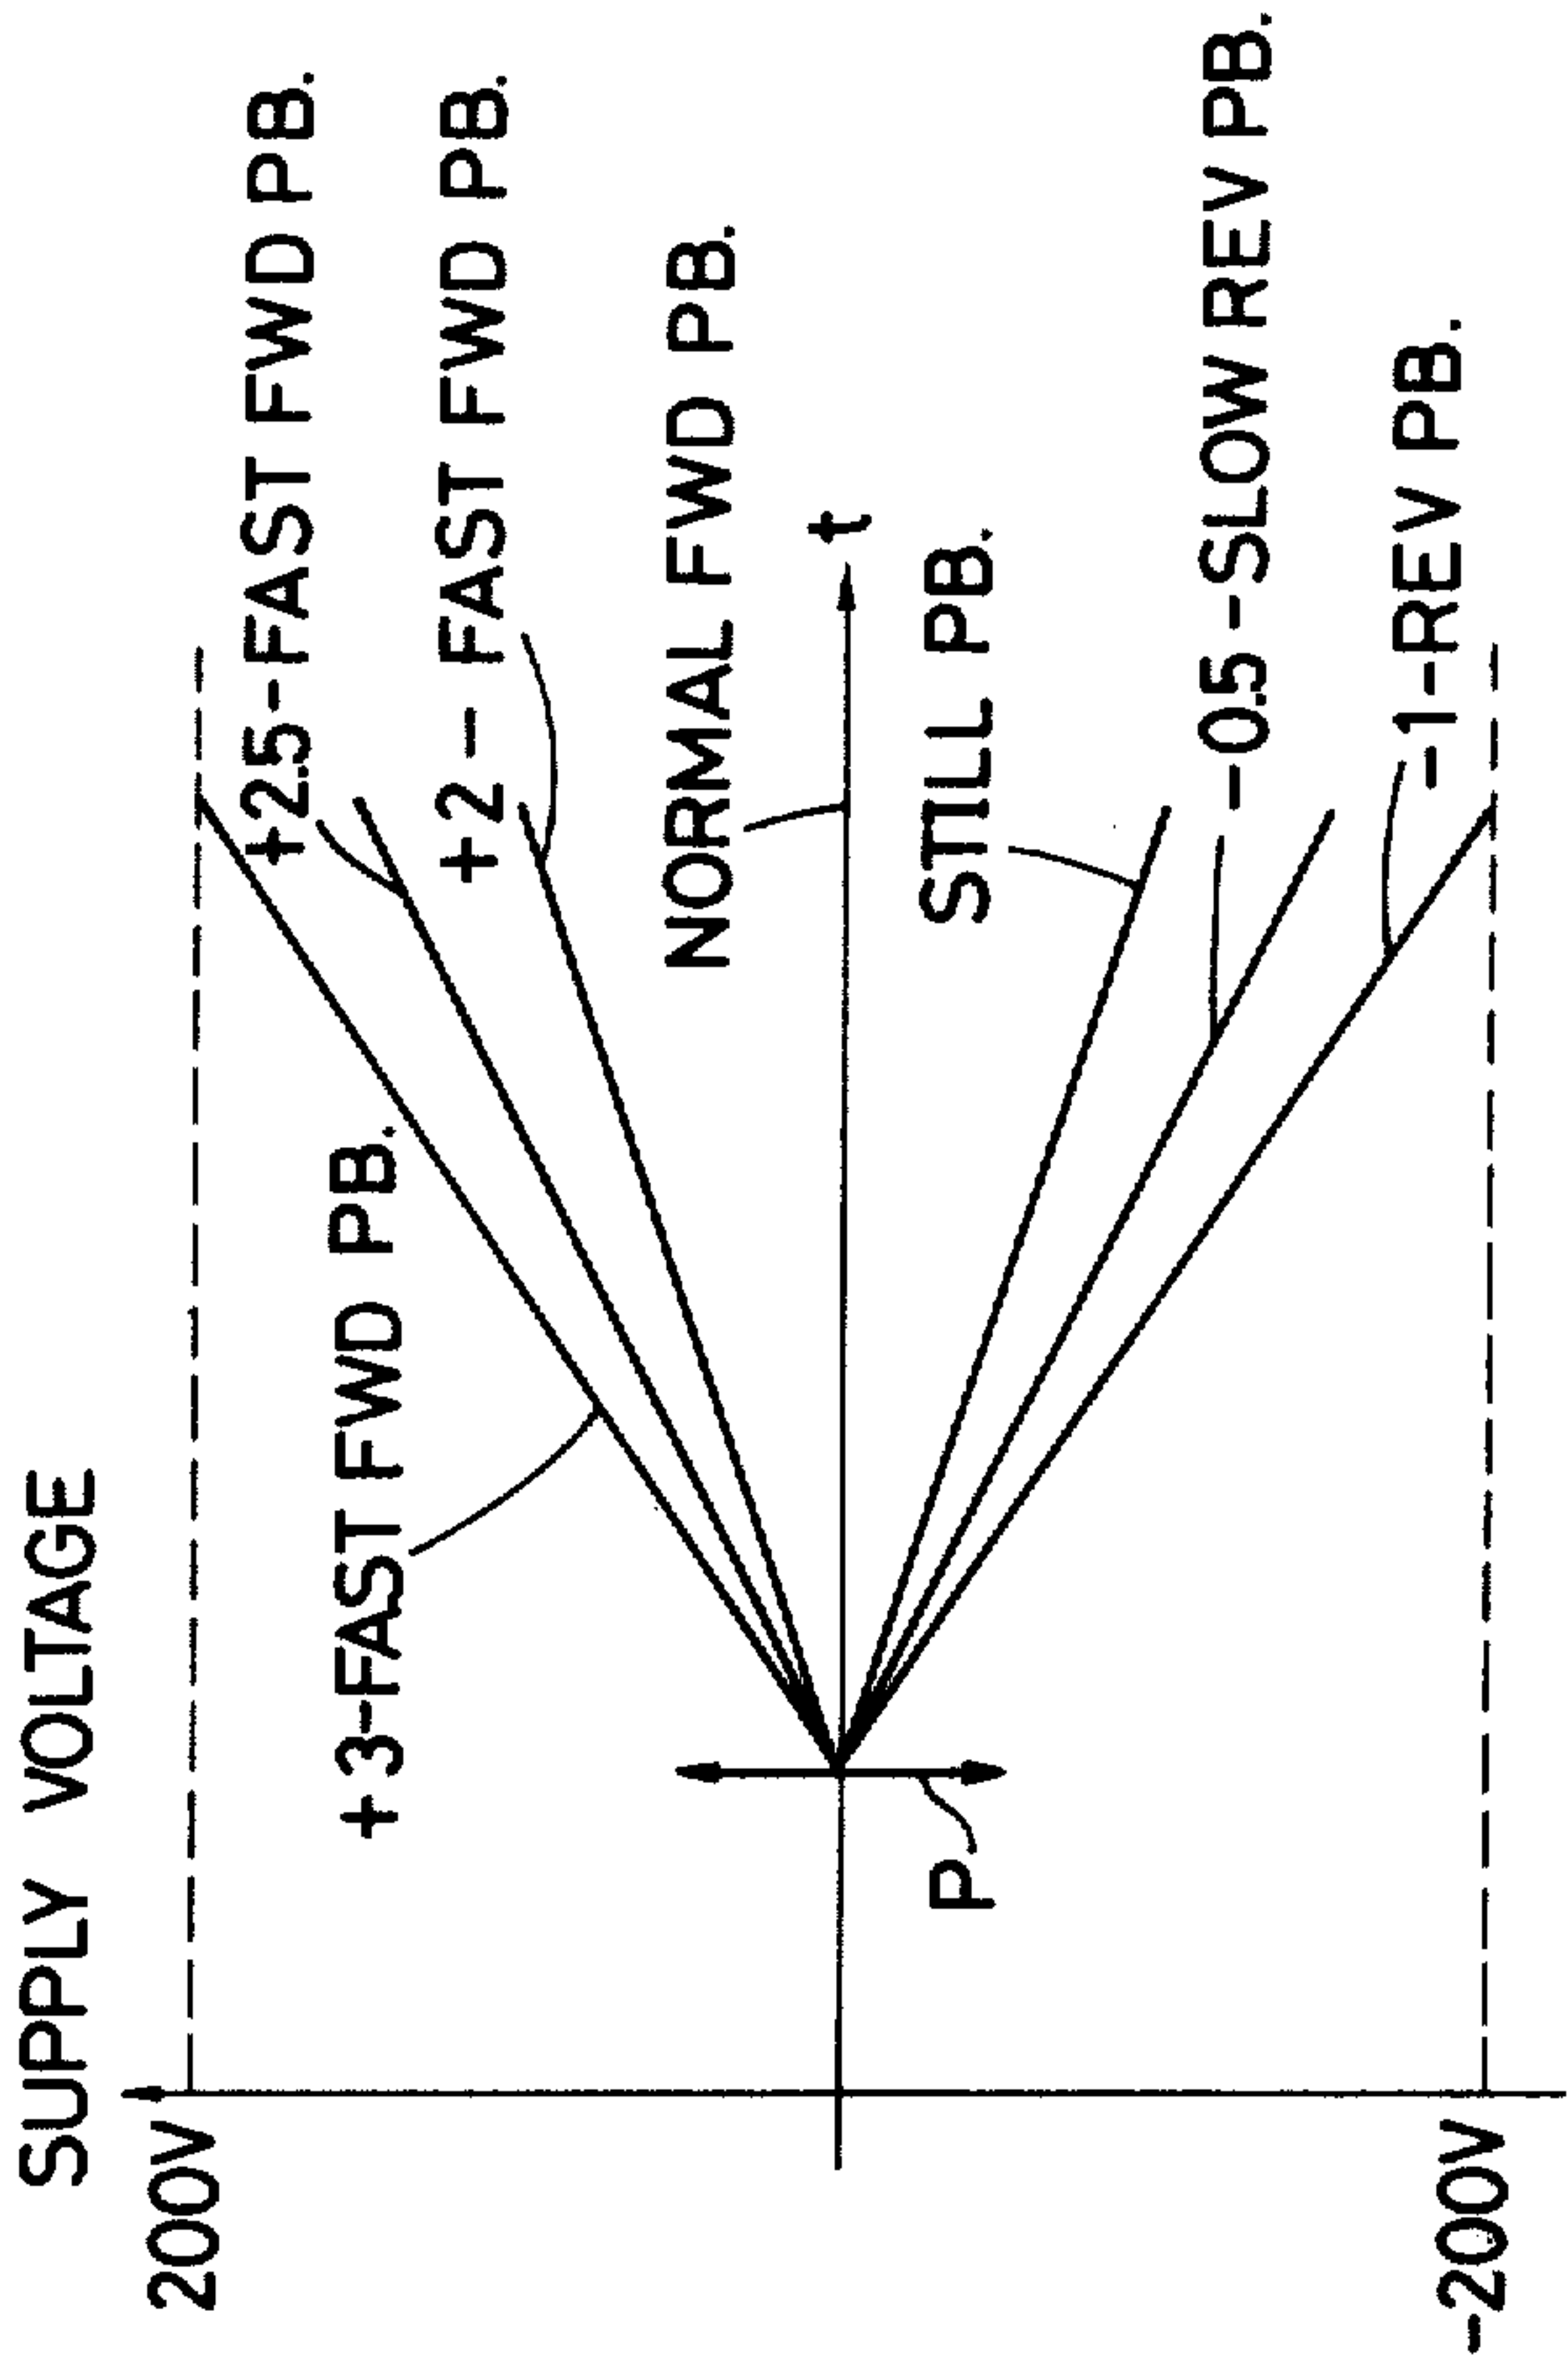 SUPPLY VOLTAGE
200V
+2.5-FAST FWD PB.
+3-FAST FWD PB.
+2 - FAST FWD PB.
NORMAL FWD PB.
t
P
STILL PB.
-0.5-SLOW REV PB.
-1-REV PB.
-200V